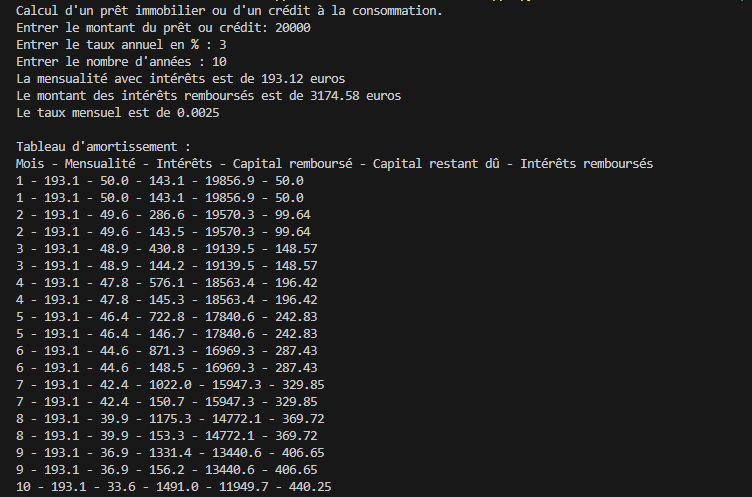 Calcul d'un prêt immobilier ou d'un crédit à la consommation.
Entrer le montant du prêt ou crédit: 20000
Entrer le taux annuel en % : 3
Entrer le nombre d'années : 10
La mensualité avec intérêts est de 193.12 euros
Le montant des intérêts remboursés est de 3174.58 euros
Le taux mensuel est de 0.0025
Tableau d'amortissement :
Mois - Mensualité - Intérêts - Capital remboursé - Capital restant dû - Intérêts remboursés
1 - 193.1 - 50.0 - 143.1 - 19856.9 - 50.0
1 - 193.1 - 50.0 - 143.1 - 19856.9 - 50.0
2 - 193.1 - 49.6 - 286.6 - 19570.3 - 99.64
2 - 193.1 - 49.6 - 143.5 - 19570.3 - 99.64
3 - 193.1 - 48.9 - 430.8 - 19139.5 - 148.57
3 - 193.1 - 48.9 - 144.2 - 19139.5 - 148.57
4 - 193.1 - 47.8 - 576.1 - 18563.4 - 196.42
4 - 193.1 - 47.8 - 145.3 - 18563.4 - 196.42
5 - 193.1 - 46.4 - 722.8 - 17840.6 - 242.83
5 - 193.1 - 46.4 - 146.7 - 17840.6 - 242.83
6 - 193.1 - 44.6 - 871.3 - 16969.3 - 287.43
6 - 193.1 - 44.6 - 148.5 - 16969.3 - 287.43
7 - 193.1 - 42.4 - 1022.0 - 15947.3 - 329.85
7 - 193.1 - 42.4 - 150.7 - 15947.3 - 329.85
8 - 193.1 - 39.9 - 1175.3 - 14772.1 - 369.72
8 - 193.1 - 39.9 - 153.3 - 14772.1 - 369.72
9 - 193.1 - 36.9 - 1331.4 - 13440.6 - 406.65
9 - 193.1 - 36.9 - 156.2 - 13440.6 - 406.65
10 - 193.1 - 33.6 - 1491.0 - 11949.7 - 440.25